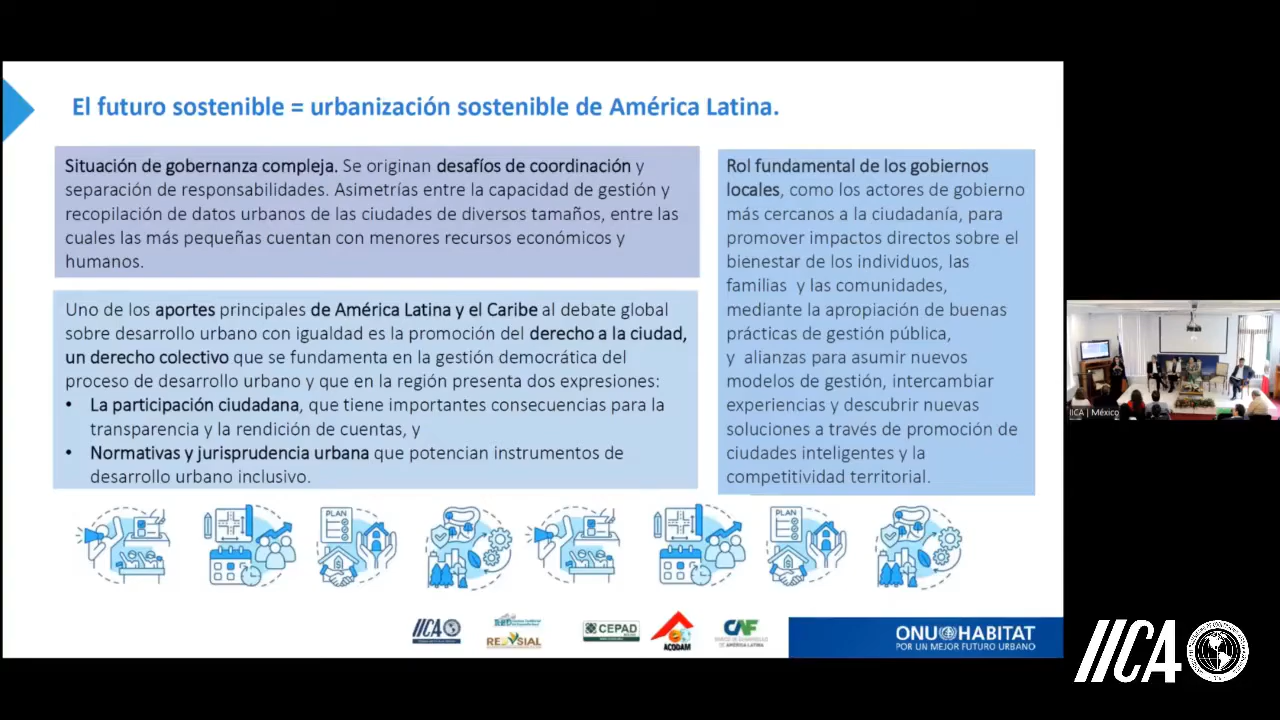 El futuro sostenible = urbanización sostenible de América Latina.
Situación de gobernanza compleja. Se originan desafíos de coordinación y
separación de responsabilidades. Asimetrías entre la capacidad de gestión y
recopilación de datos urbanos de las ciudades de diversos tamaños, entre las
cuales las más pequeñas cuentan con menores recursos económicos y
humanos.
Uno de los aportes principales de América Latina y el Caribe al debate global
sobre desarrollo urbano con igualdad es la promoción del derecho a la ciudad,
un derecho colectivo que se fundamenta en la gestión democrática del
proceso de desarrollo urbano y que en la región presenta dos expresiones:
• La participación ciudadana, que tiene importantes consecuencias para la
transparencia y la rendición de cuentas, y
• Normativas y jurisprudencia urbana que potencian instrumentos de
desarrollo urbano inclusivo.
Rol fundamental de los gobiernos
locales, como los actores de gobierno
más cercanos a la ciudadanía, para
promover impactos directos sobre el
bienestar de los individuos, las
familias y las comunidades,
mediante la apropiación de buenas
prácticas de gestión pública,
y alianzas para asumir nuevos
modelos de gestión, intercambiar
experiencias y descubrir nuevas
soluciones a través de promoción de
ciudades inteligentes y la
competitividad territorial.
PLAN
PLAN
IICA
CEPAD
ACODAM
CAF
BANCO DE DESARROLLO
DE AMÉRICA LATINA
ONU HABITAT
POR UN MEJOR FUTURO URBANO
IICA | México
IICA